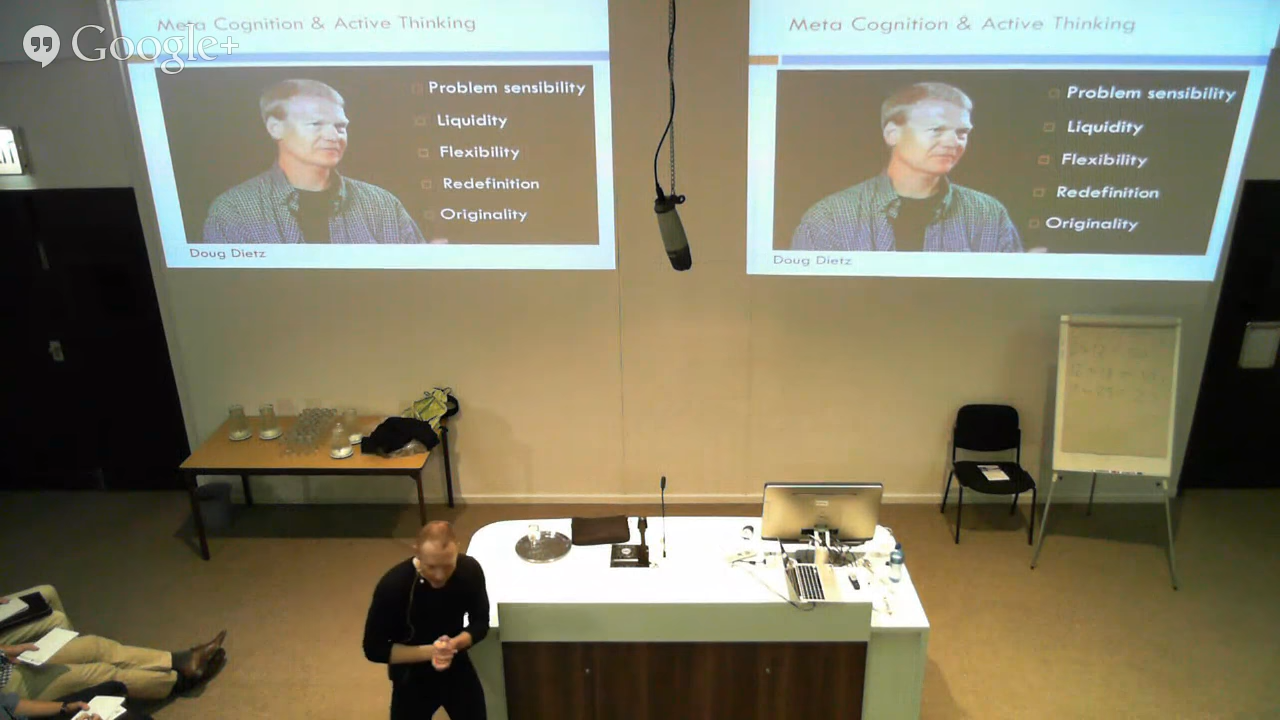 Google+
Meta Cognition & Active Thinking
Problem sensibility
Liquidity
Flexibility
Redefinition
Originality
Doug Dietz
Meta Cognition & Active Thinking
Problem sensibility
Liquidity
Flexibility
Redefinition
Originality
Doug Dietz